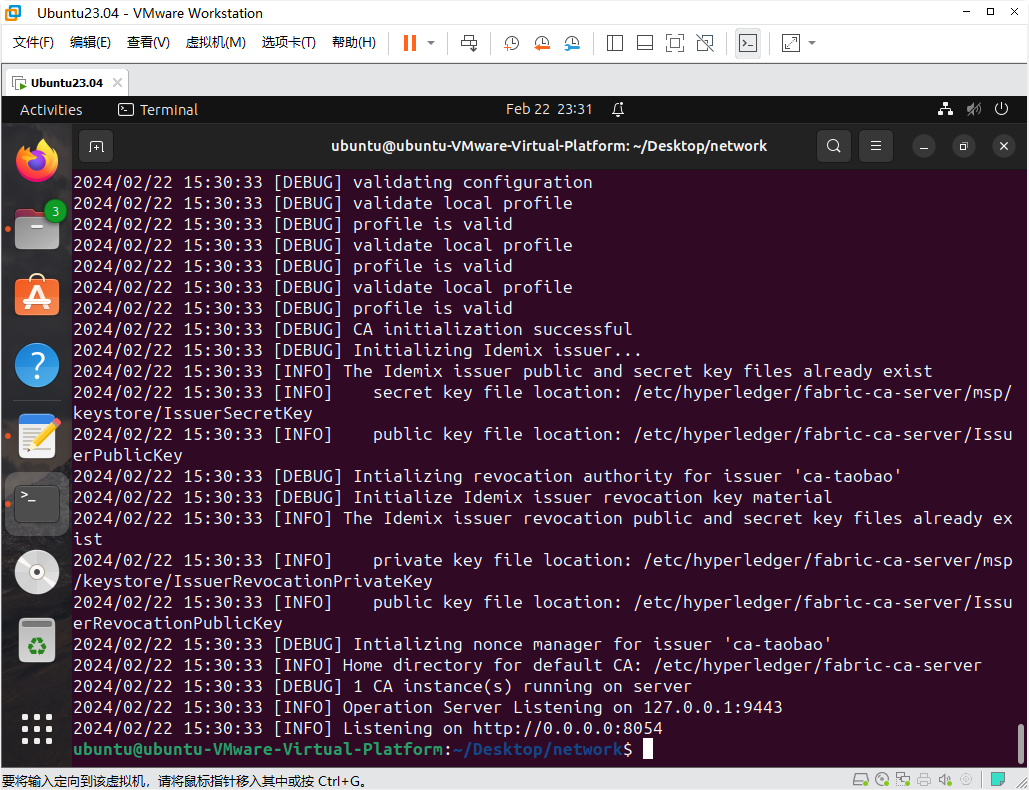 Ubuntu23.04 - VMware Workstation
文件(F) 编辑(E) 查看(V) 虚拟机(M) 选项卡(T) 帮助(H)
Ubuntu23.04
Activities Terminal Feb 22 23:31
ubuntu@ubuntu-VMware-Virtual-Platform: ~/Desktop/network
3
2024/02/22 15:30:33 [DEBUG] validating configuration
2024/02/22 15:30:33 [DEBUG] validate local profile
2024/02/22 15:30:33 [DEBUG] profile is valid
2024/02/22 15:30:33 [DEBUG] validate local profile
2024/02/22 15:30:33 [DEBUG] profile is valid
2024/02/22 15:30:33 [DEBUG] validate local profile
2024/02/22 15:30:33 [DEBUG] profile is valid
2024/02/22 15:30:33 [DEBUG] CA initialization successful
2024/02/22 15:30:33 [DEBUG] Initializing Idemix issuer...
2024/02/22 15:30:33 [INFO] The Idemix issuer public and secret key files already exist
2024/02/22 15:30:33 [INFO]    secret key file location: /etc/hyperledger/fabric-ca-server/msp/
keystore/IssuerSecretKey
2024/02/22 15:30:33 [INFO]    public key file location: /etc/hyperledger/fabric-ca-server/Issu
erPublicKey
2024/02/22 15:30:33 [DEBUG] Intializing revocation authority for issuer 'ca-taobao'
2024/02/22 15:30:33 [DEBUG] Initialize Idemix issuer revocation key material
2024/02/22 15:30:33 [INFO] The Idemix issuer revocation public and secret key files already ex
ist
2024/02/22 15:30:33 [INFO]    private key file location: /etc/hyperledger/fabric-ca-server/msp
/keystore/IssuerRevocationPrivateKey
2024/02/22 15:30:33 [INFO]    public key file location: /etc/hyperledger/fabric-ca-server/Issu
erRevocationPublicKey
2024/02/22 15:30:33 [DEBUG] Intializing nonce manager for issuer 'ca-taobao'
2024/02/22 15:30:33 [INFO] Home directory for default CA: /etc/hyperledger/fabric-ca-server
2024/02/22 15:30:33 [DEBUG] 1 CA instance(s) running on server
2024/02/22 15:30:33 [INFO] Operation Server Listening on 127.0.0.1:9443
2024/02/22 15:30:33 [INFO] Listening on http://0.0.0.0:8054
ubuntu@ubuntu-VMware-Virtual-Platform:~/Desktop/network$
要将输入定向到该虚拟机，请将鼠标指针移入其中或按 Ctrl+G。